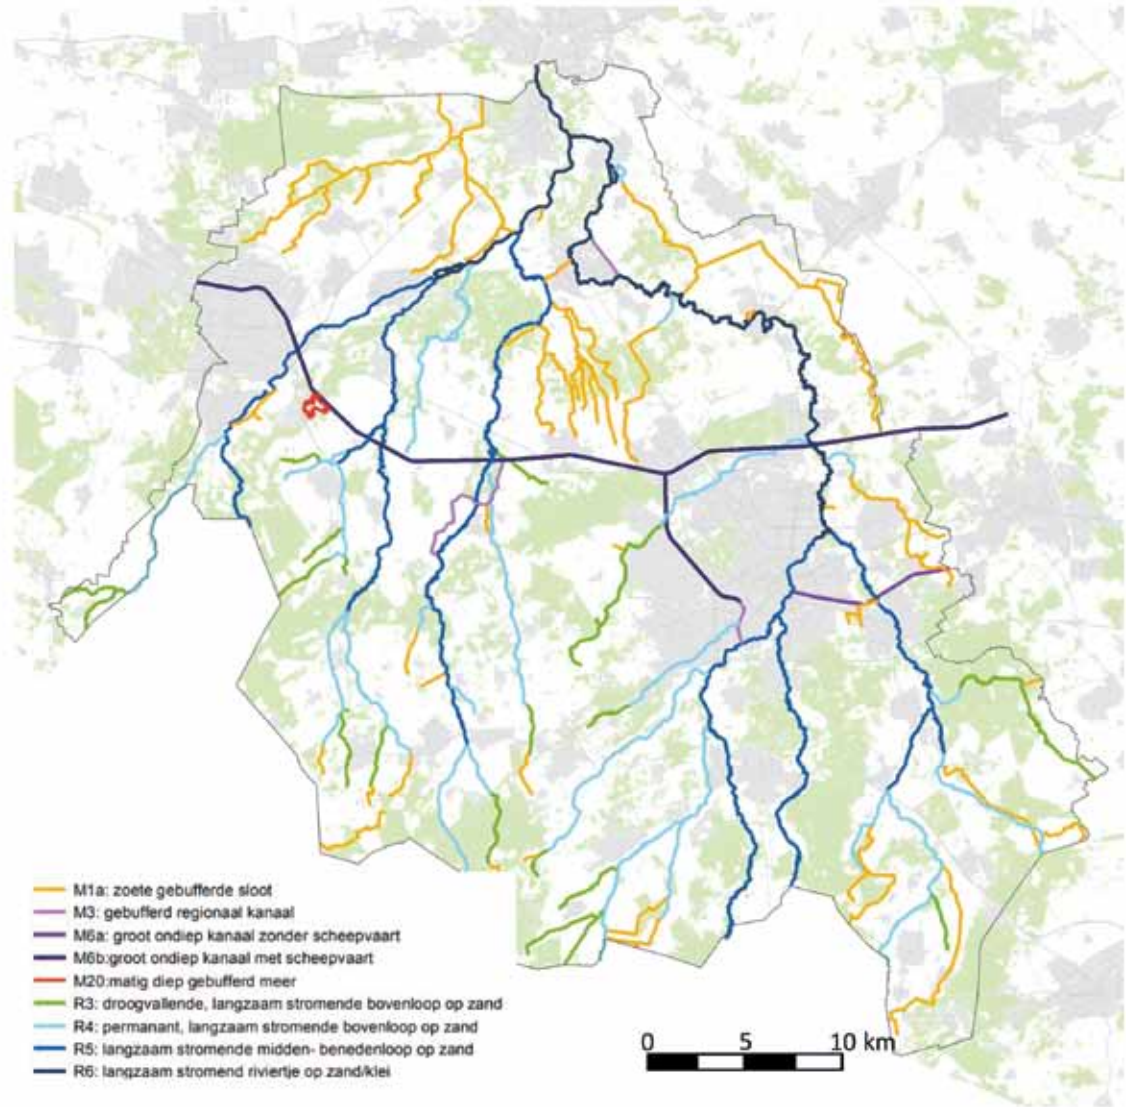 M1a: zoete gebufferde sloot
M3: gebufferd regionaal kanaal
M6a: groot ondiep kanaal zonder scheepvaart
M6b:groot ondiep kanaal met scheepvaart
M20:matig diep gebufferd meer
R3: droogvallende, langzaam stromende bovenloop op zand
R4: permanant, langzaam stromende bovenloop op zand
R5: langzaam stromende midden- benedenloop op zand
R6: langzaam stromend riviertje op zand/klei
0 5 10 km